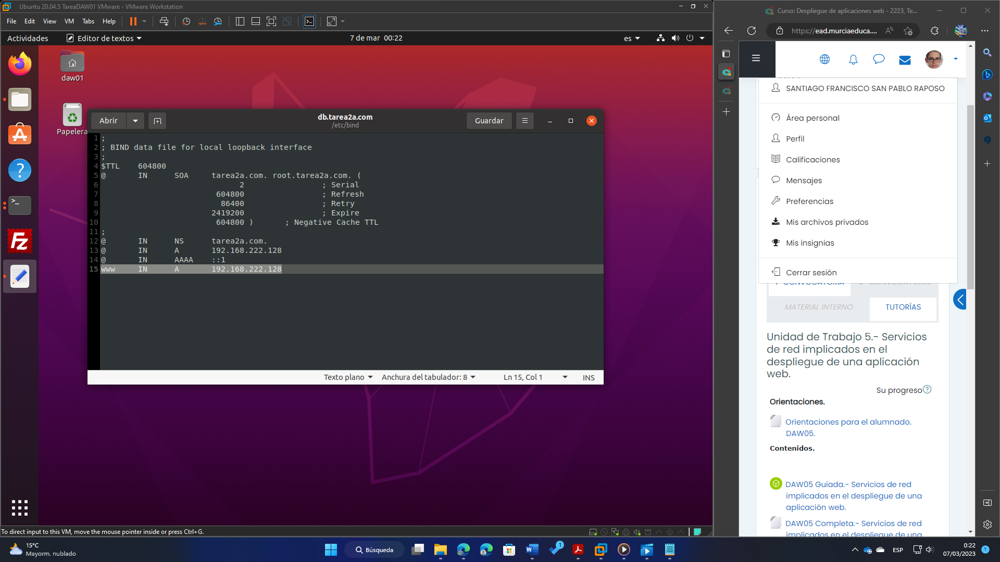 Ubuntu 20.04.5 TareaDAW01 VMware - VMware Workstation
File Edit View VM Tabs Help
Actividades
Editor de textos
7 de mar 00:22
es
daw01
Papelera
Abrir
db.tarea2a.com
/etc/bind
Guardar
1 ;
2 ; BIND data file for local loopback interface
3 ;
4 $TTL 604800
5 @ IN SOA tarea2a.com. root.tarea2a.com. (
6 2 ; Serial
7 604800 ; Refresh
8 86400 ; Retry
9 2419200 ; Expire
10 604800 ) ; Negative Cache TTL
11 ;
12 @ IN NS tarea2a.com.
13 @ IN A 192.168.222.128
14 @ IN AAAA ::1
15 www IN A 192.168.222.128
Texto plano Anchura del tabulador: 8 Ln 15, Col 1 INS
To direct input to this VM, move the mouse pointer inside or press Ctrl+G.
Curso: Despliegue de aplicaciones web - 2223, Te...
https://ead.murciaeduca....
SANTIAGO FRANCISCO SAN PABLO RAPOSO
Área personal
Perfil
Calificaciones
Mensajes
Preferencias
Mis archivos privados
Mis insignias
Cerrar sesión
MATERIAL INTERNO
TUTORÍAS
Unidad de Trabajo 5.- Servicios
de red implicados en el
despliegue de una aplicación
web.
Su progreso
Orientaciones.
Orientaciones para el alumnado.
DAW05.
Contenidos.
DAW05 Guiada.- Servicios de red
implicados en el despliegue de una
aplicación web.
DAW05 Completa.- Servicios de red
implicados en el despliegue de una
15°C
Mayorm. nublado
Búsqueda
1
ESP
0:22
07/03/2023
1